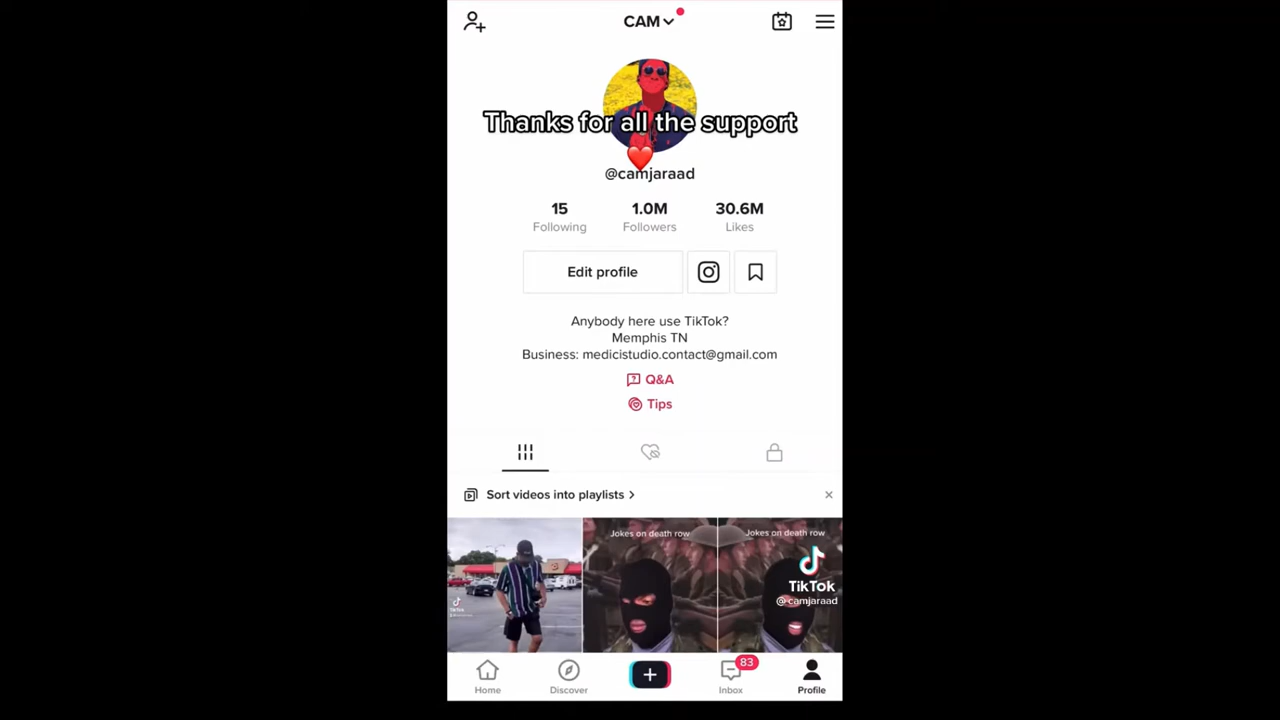 CAM
Thanks for all the support
@camjaraad
15
Following
1.0M
Followers
30.6M
Likes
Edit profile
Anybody here use TikTok?
Memphis TN
Business: medicistudio.contact@gmail.com
Q&A
Tips
Sort videos into playlists
Jokes on death row
Jokes on death row
TikTok
@camjaraad
TikTok
Home
Discover
83
Inbox
Profile